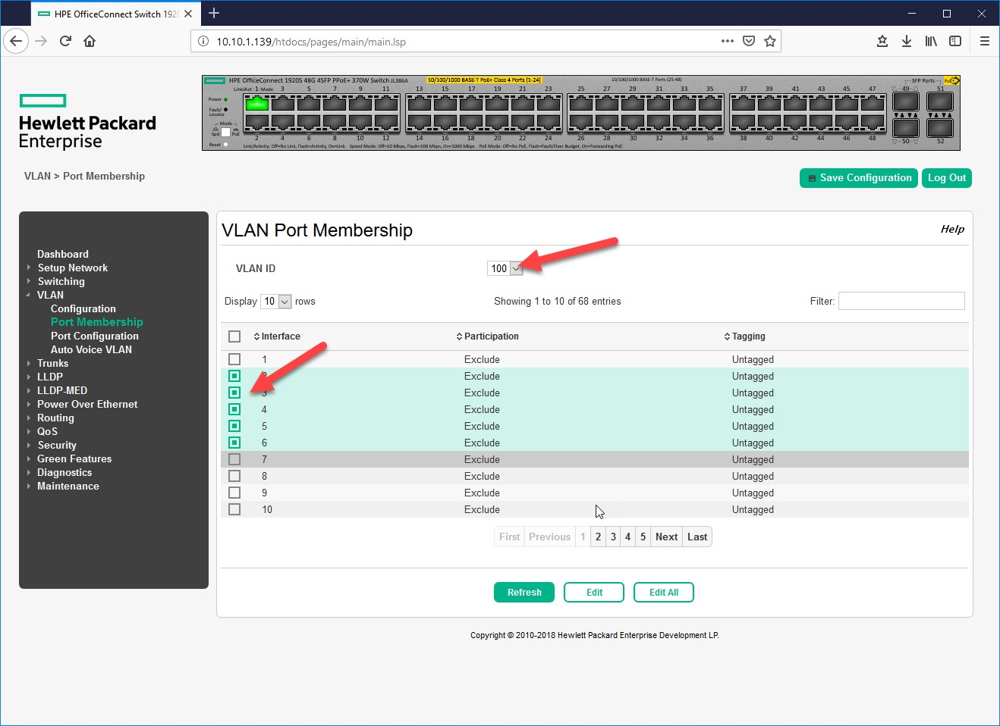 HPE OfficeConnect Switch 192
10.10.1.139/htdocs/pages/main/main.lsp
HPE OfficeConnect 1920S 48G 4SFP PPoE+ 370W Switch JL386A
10/100/1000 BASE-T PoE+ Class 4 Ports (1-24)
10/100/1000 BASE-T Ports (25-48)
SFP Ports
PoE+
Link/Act 1 Mode 3 5 7 9 11 13 15 17 19 21 23 25 27 29 31 33 35 37 39 41 43 45 47 49 51
Power
Fault/
Locator
Mode
Spd PoE
Reset
2 4 6 8 10 12 14 16 18 20 22 24 26 28 30 32 34 36 38 40 42 44 46 48 50 52
Link/Activity: Off=No Link, Flash=Activity, On=Link Speed Mode: Off=10 Mbps, Flash=100 Mbps, On=1000 Mbps PoE Mode: Off=No PoE, Flash=Fault/Over Budget, On=Forwarding PoE
Hewlett Packard
Enterprise
VLAN > Port Membership
Save Configuration
Log Out
Dashboard
Setup Network
Switching
VLAN
Configuration
Port Membership
Port Configuration
Auto Voice VLAN
Trunks
LLDP
LLDP-MED
Power Over Ethernet
Routing
QoS
Security
Green Features
Diagnostics
Maintenance
VLAN Port Membership
Help
VLAN ID 100
Display 10 rows Showing 1 to 10 of 68 entries Filter:
Interface Participation Tagging
1 Exclude Untagged
2 Exclude Untagged
3 Exclude Untagged
4 Exclude Untagged
5 Exclude Untagged
6 Exclude Untagged
7 Exclude Untagged
8 Exclude Untagged
9 Exclude Untagged
10 Exclude Untagged
First Previous 1 2 3 4 5 Next Last
Refresh Edit Edit All
Copyright © 2010-2018 Hewlett Packard Enterprise Development LP.